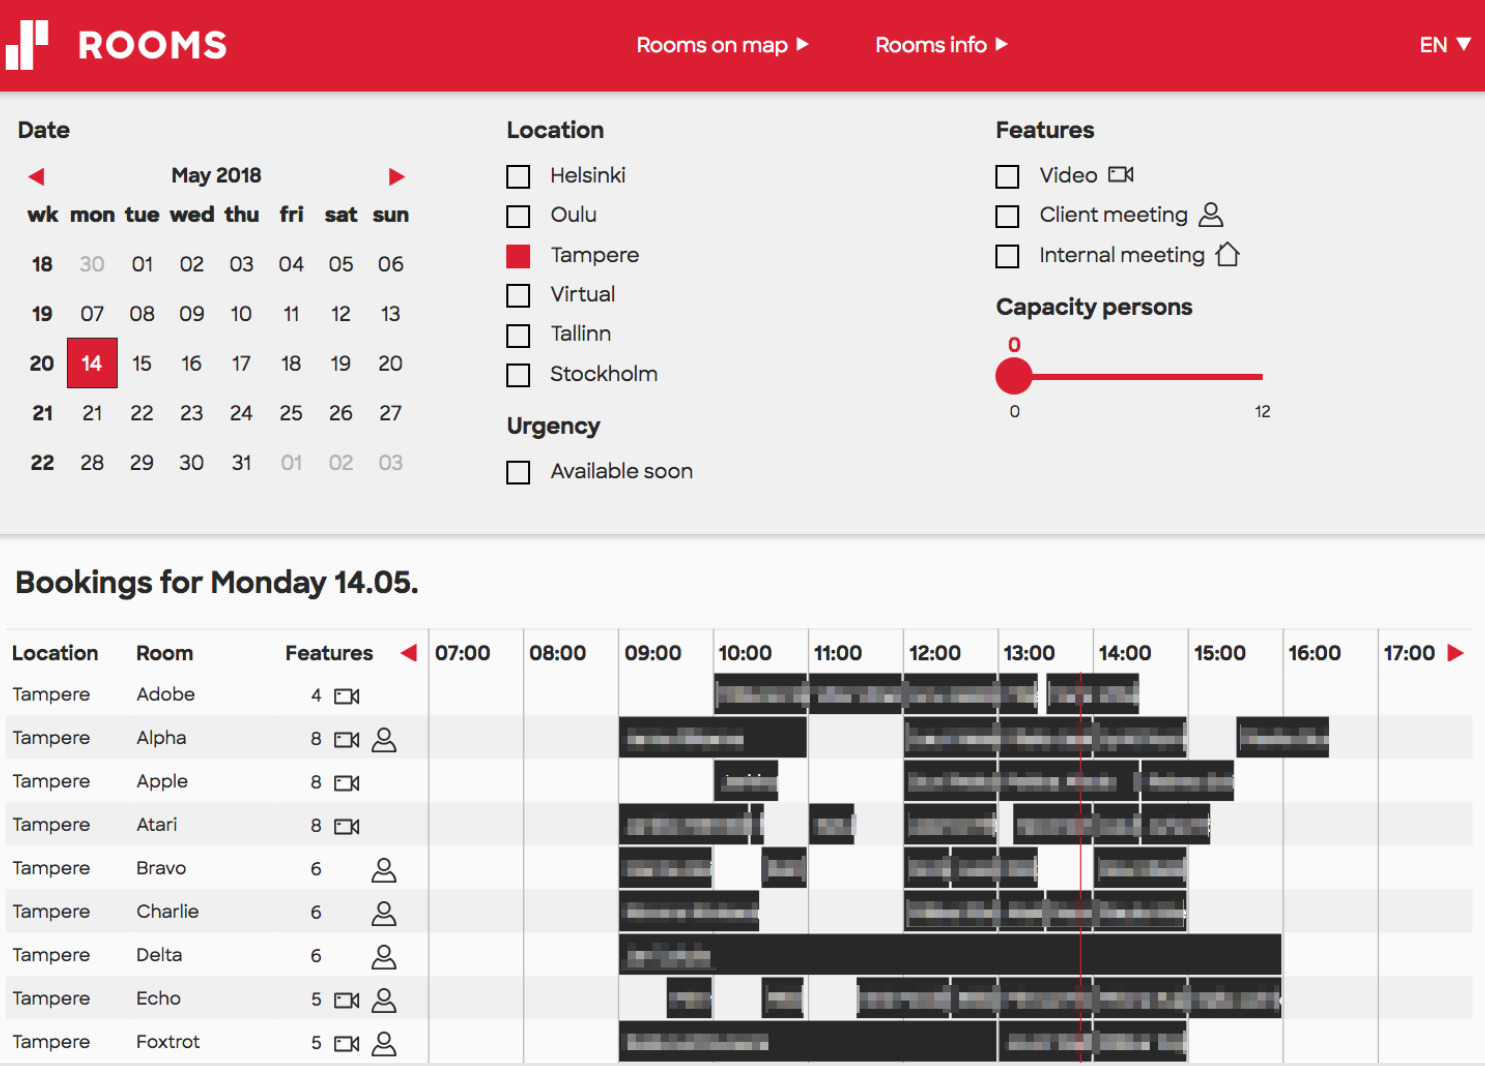 ROOMS
Rooms on map
Rooms info
EN
Date
May 2018
wk mon tue wed thu fri sat sun
18 30 01 02 03 04 05 06
19 07 08 09 10 11 12 13
20 14 15 16 17 18 19 20
21 21 22 23 24 25 26 27
22 28 29 30 31 01 02 03
Location
Helsinki
Oulu
Tampere
Virtual
Tallinn
Stockholm
Urgency
Available soon
Features
Video
Client meeting
Internal meeting
Capacity persons
0
0 12
Bookings for Monday 14.05.
Location Room Features 07:00 08:00 09:00 10:00 11:00 12:00 13:00 14:00 15:00 16:00 17:00
Tampere Adobe 4
Tampere Alpha 8
Tampere Apple 8
Tampere Atari 8
Tampere Bravo 6
Tampere Charlie 6
Tampere Delta 6
Tampere Echo 5
Tampere Foxtrot 5